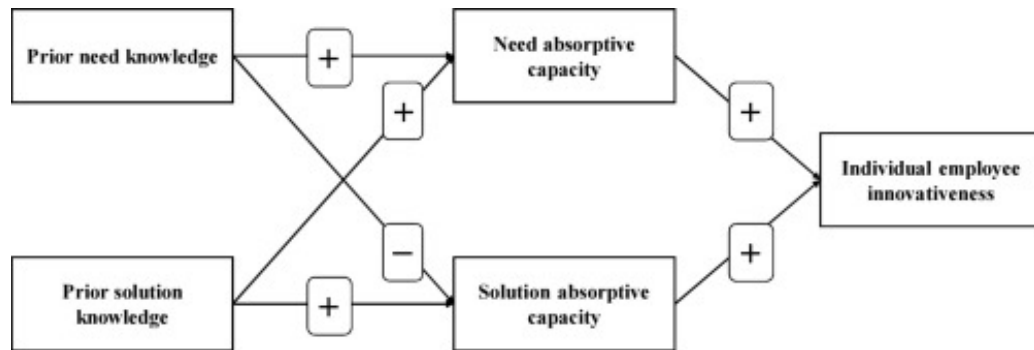 Prior need knowledge
+
Need absorptive
capacity
+
+
Individual employee
innovativeness
−
+
Prior solution
knowledge
+
Solution absorptive
capacity